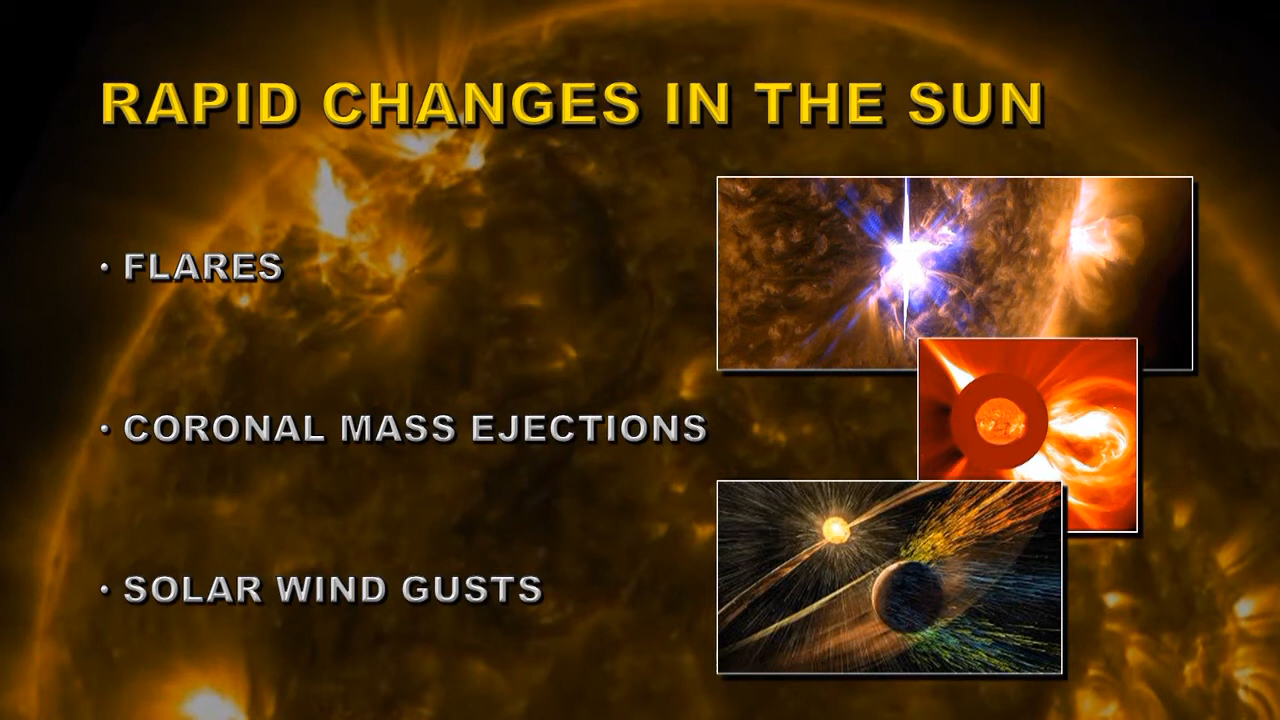 RAPID CHANGES IN THE SUN
• FLARES
• CORONAL MASS EJECTIONS
• SOLAR WIND GUSTS